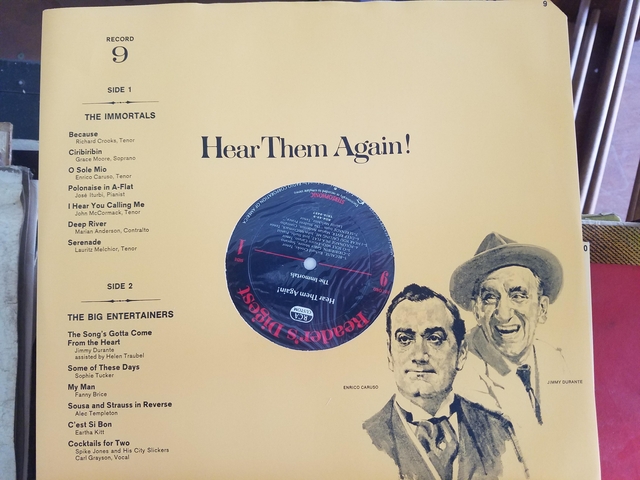 9
RECORD
9
SIDE 1
THE IMMORTALS
Because
Richard Crooks, Tenor
Ciribiribin
Grace Moore, Soprano
O Sole Mio
Enrico Caruso, Tenor
Polonaise in A-Flat
José Iturbi, Pianist
I Hear You Calling Me
John McCormack, Tenor
Deep River
Marian Anderson, Contralto
Serenade
Lauritz Melchior, Tenor
SIDE 2
THE BIG ENTERTAINERS
The Song's Gotta Come
From the Heart
Jimmy Durante
assisted by Helen Traubel
Some of These Days
Sophie Tucker
My Man
Fanny Brice
Sousa and Strauss in Reverse
Alec Templeton
C'est Si Bon
Eartha Kitt
Cocktails for Two
Spike Jones and His City Slickers
Carl Grayson, Vocal
Hear Them Again!
Reader's Digest
RCA
CUSTOM
Hear Them Again!
The Immortals
9
1
ENRICO CARUSO
JIMMY DURANTE